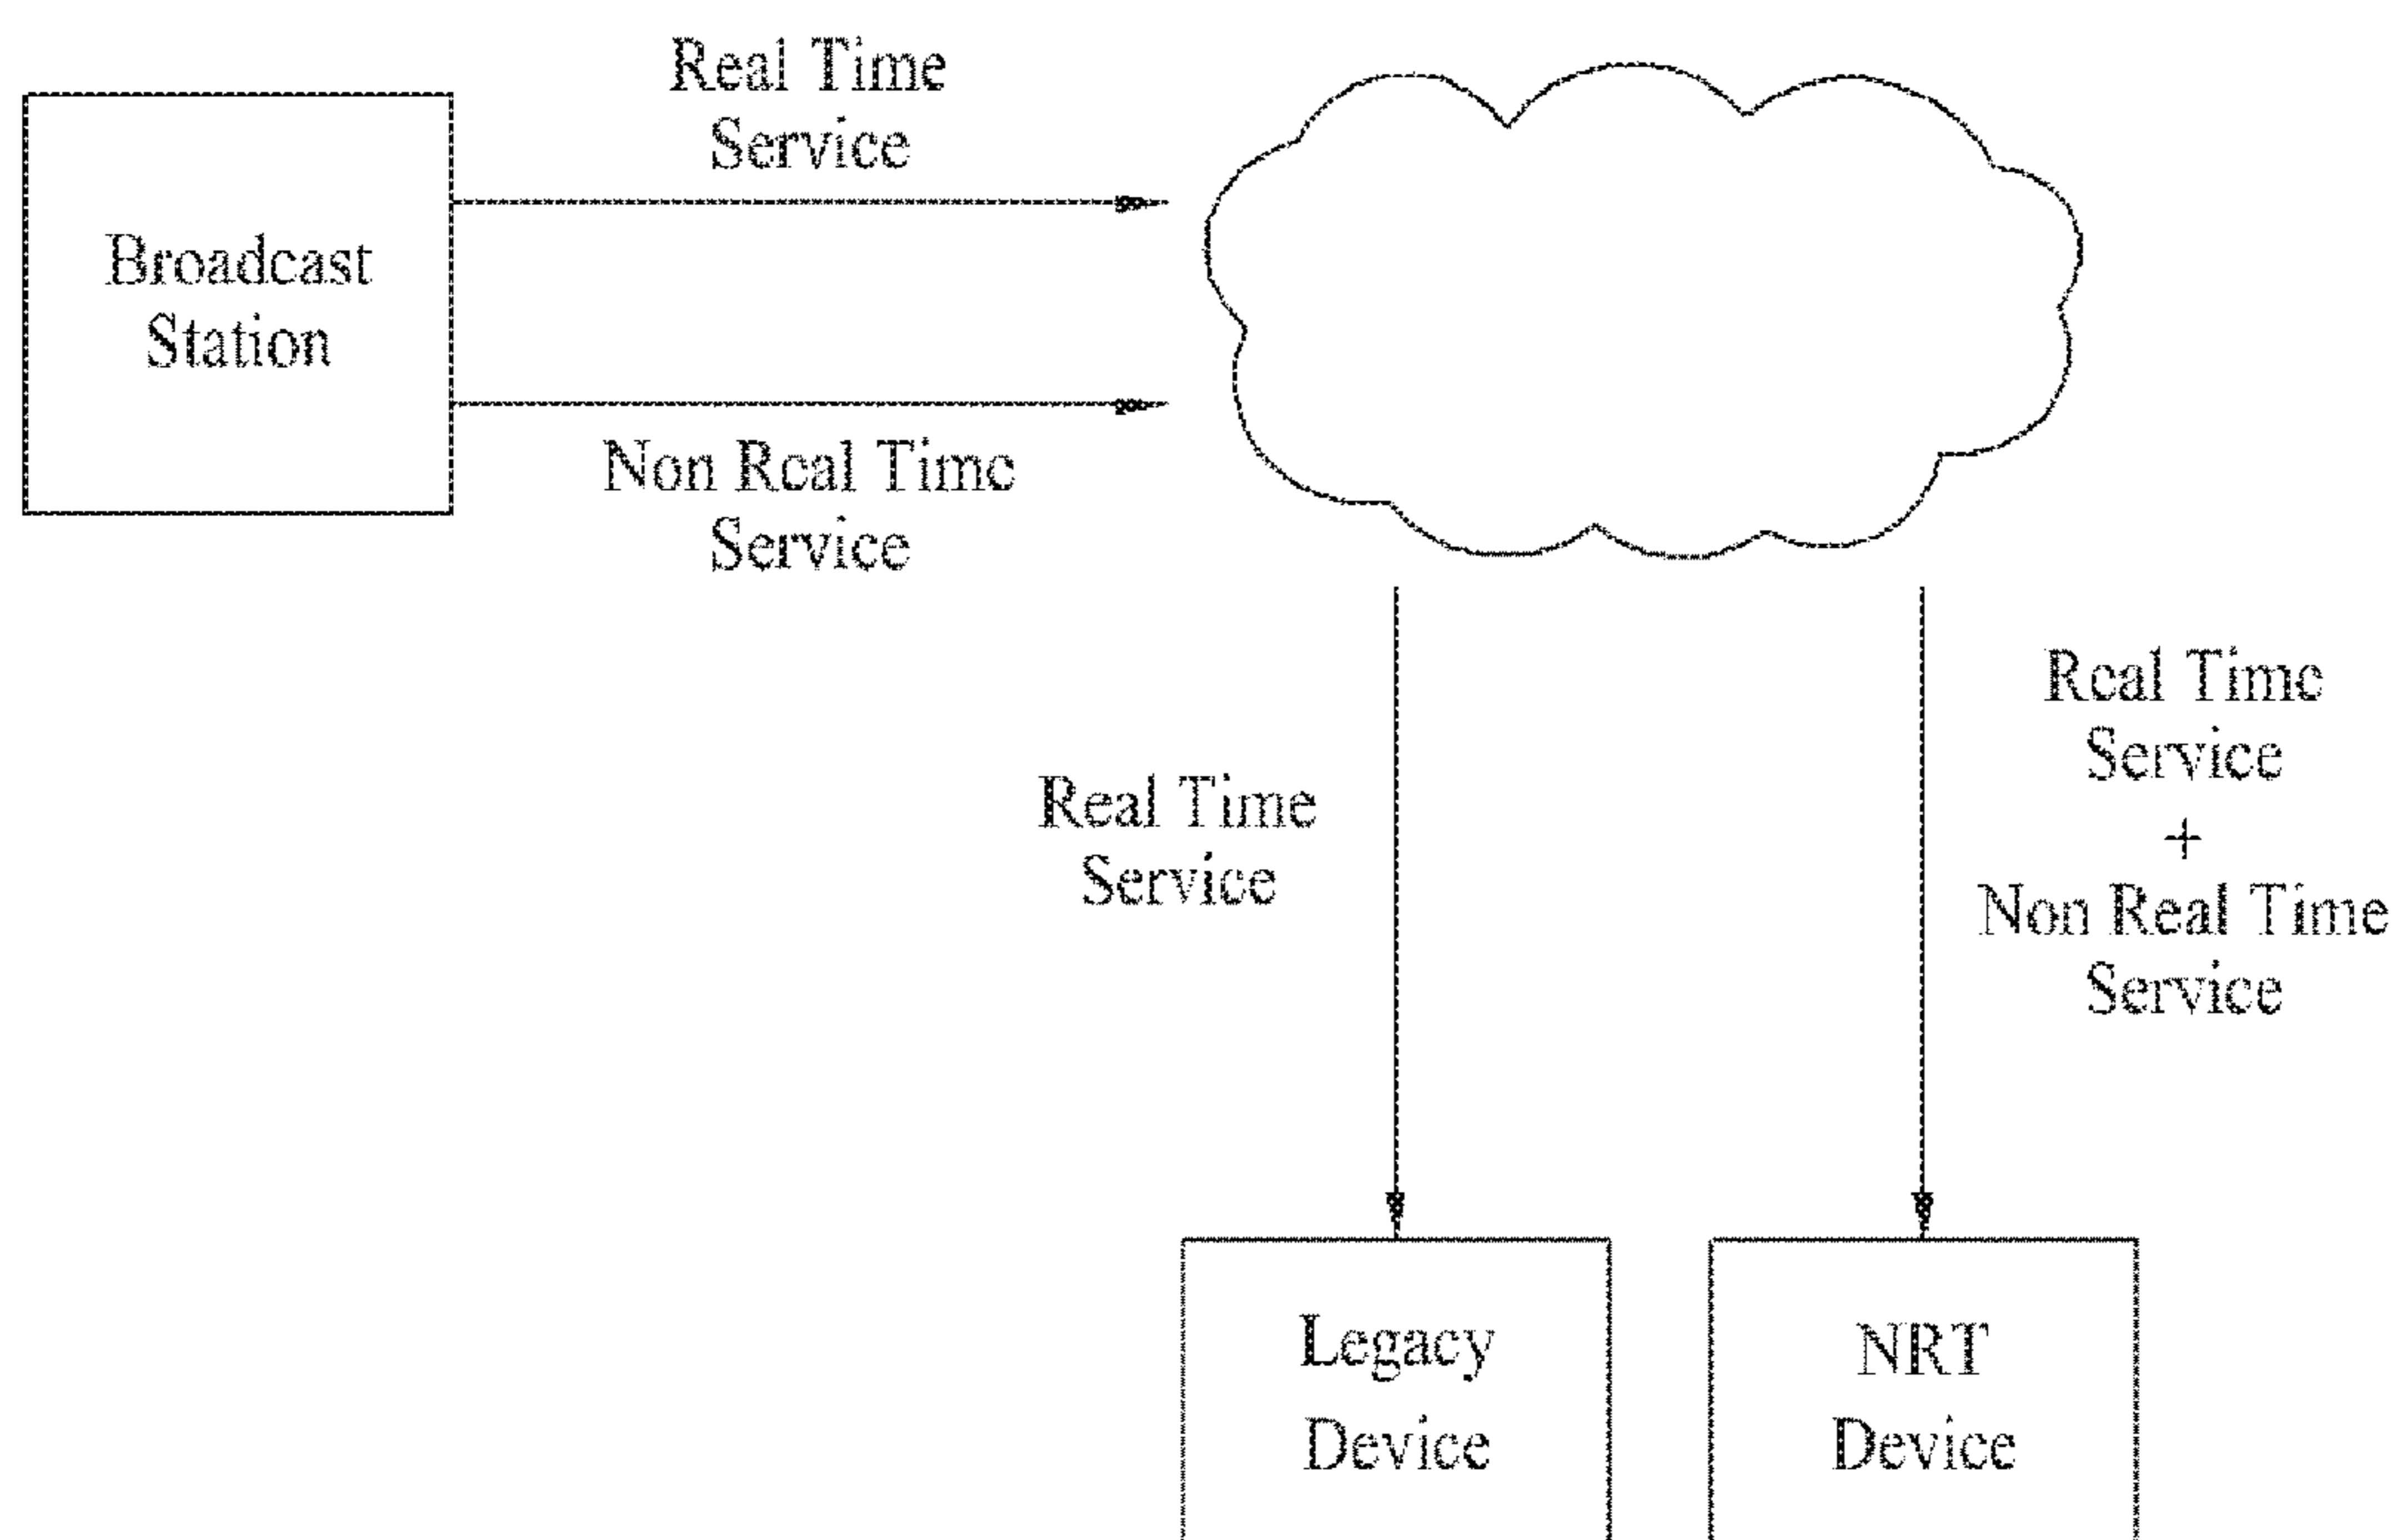 Real Time
Service
Broadcast
Station
Non Real Time
Service
Real Time
Service
Real Time
Service
+
Non Real Time
Service
Legacy
Device
NRT
Device